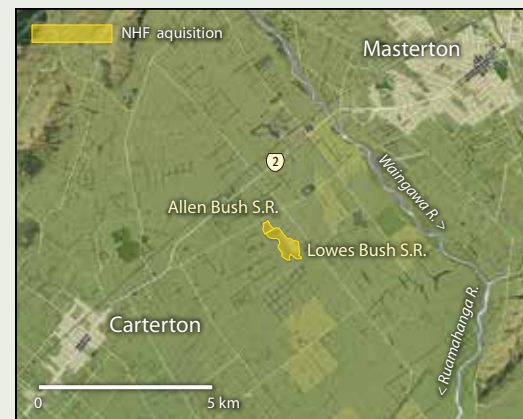 NHF aquisition
Masterton
2
Waingawa R. >
Allen Bush S.R.
Lowes Bush S.R.
< Ruamahanga R.
Carterton
0 5 km